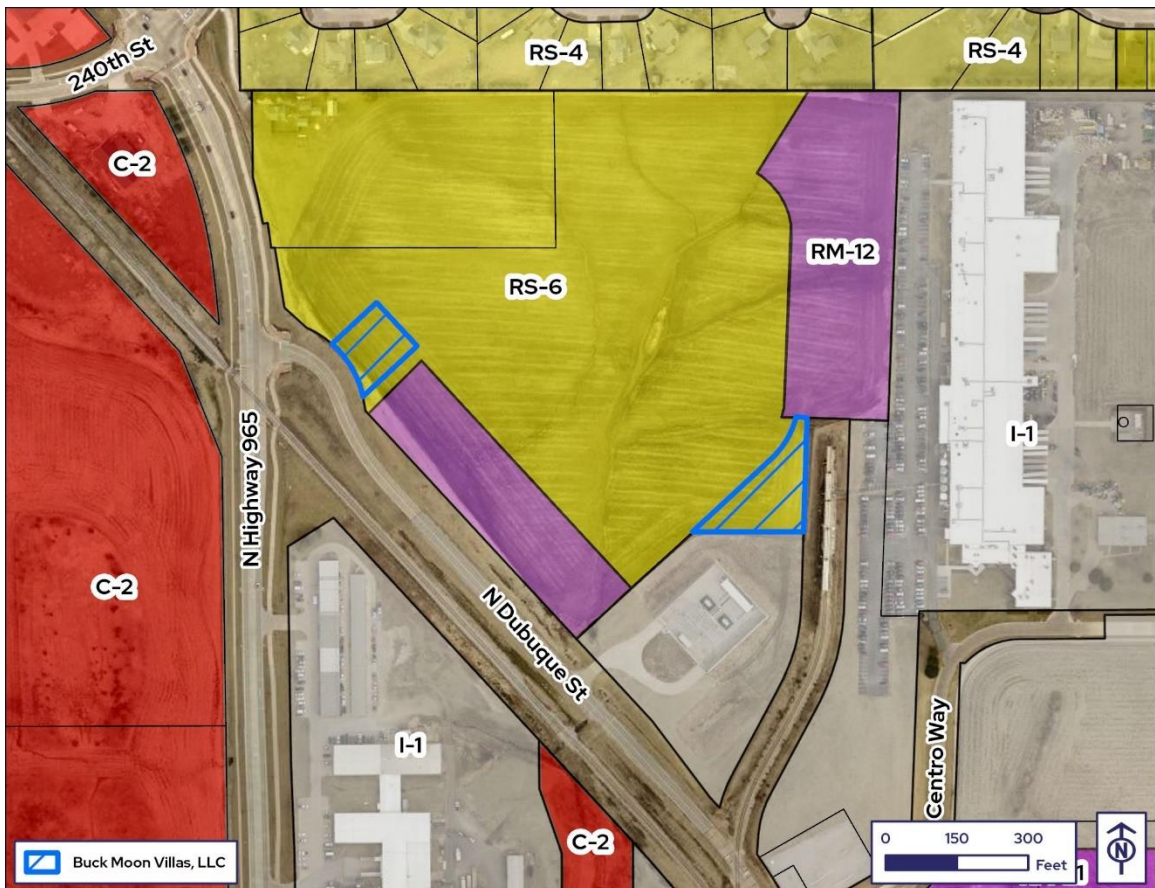 RS-4
RS-4
240th St
C-2
RM-12
RS-6
N Highway 965
I-1
C-2
N Dubuque St
I-1
Centro Way
C-2
Buck Moon Villas, LLC
0 150 300
Feet
N